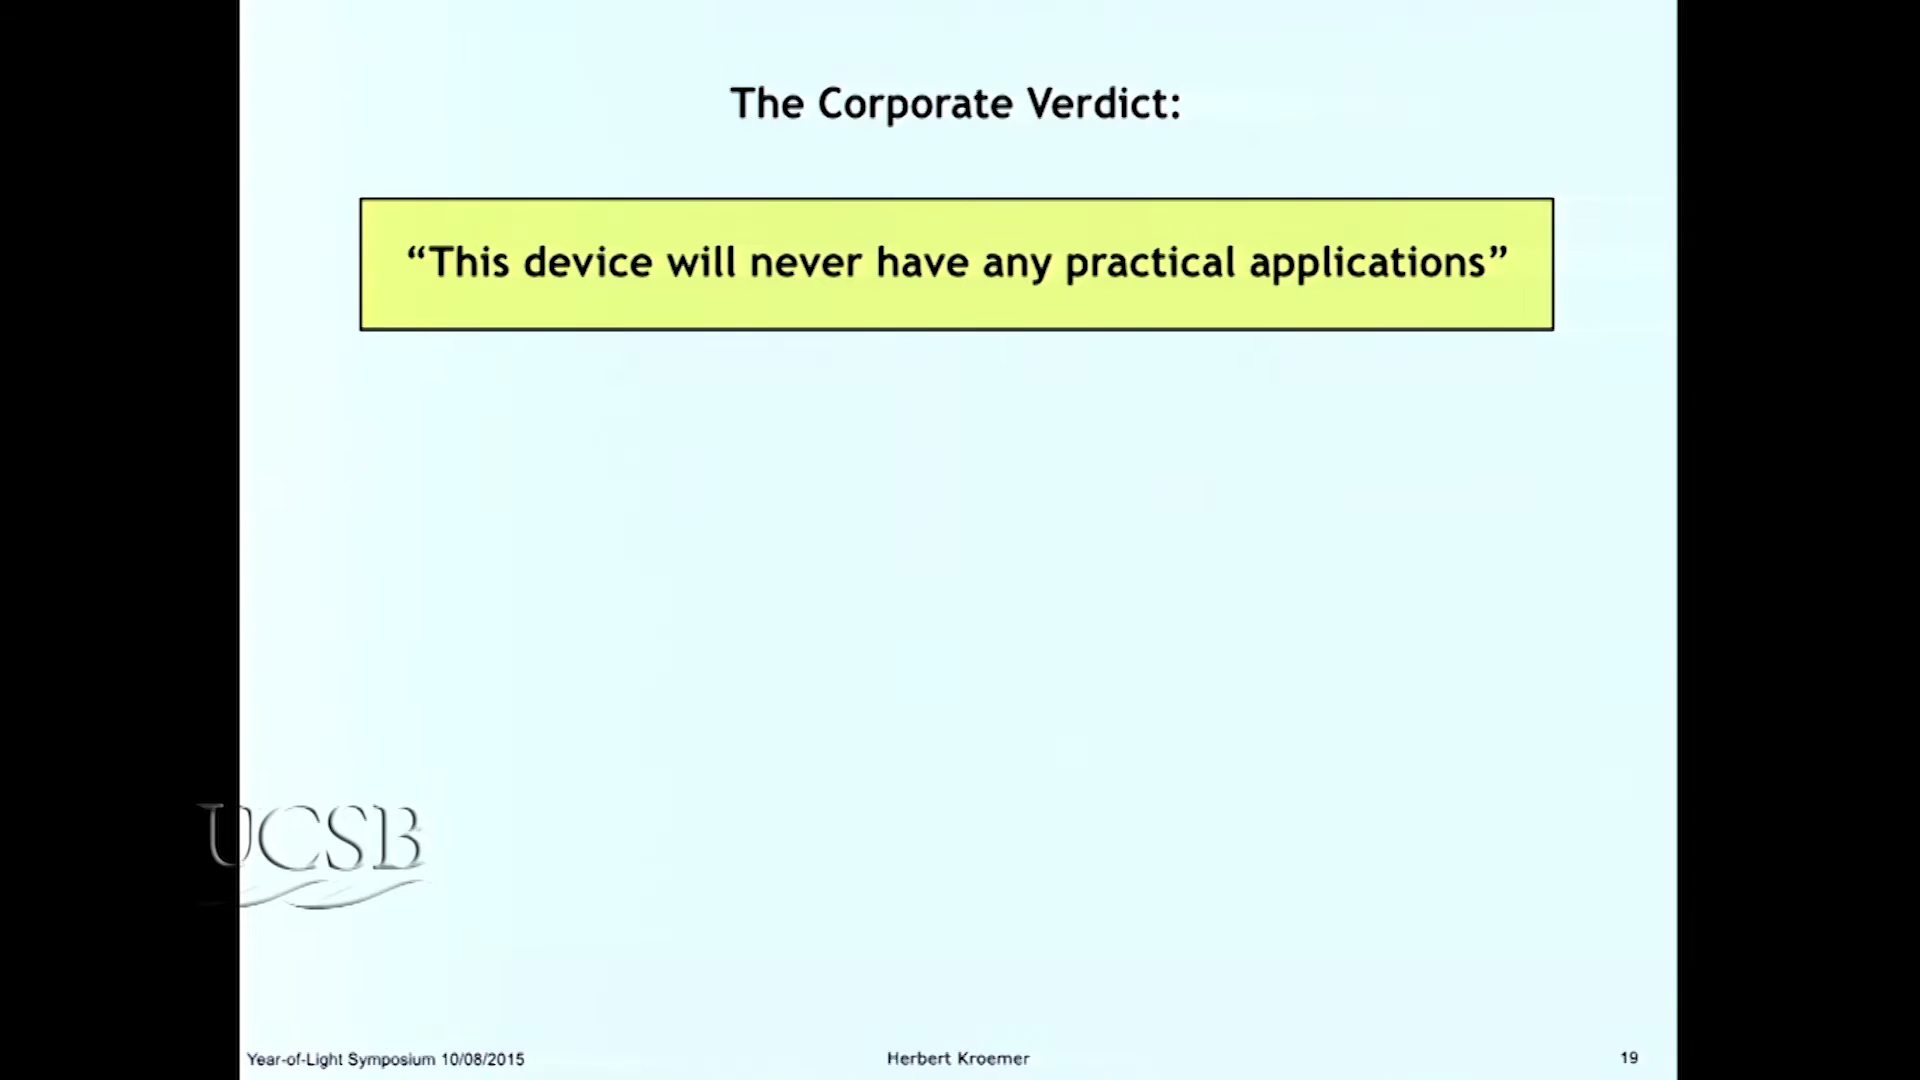 The Corporate Verdict:
“This device will never have any practical applications”
UCSB
Year-of-Light Symposium 10/08/2015
Herbert Kroemer
19